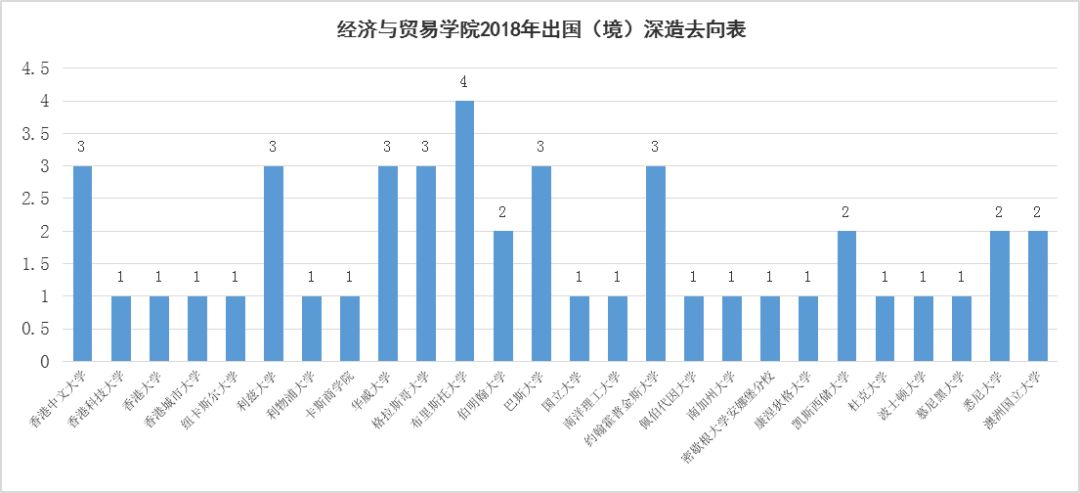 经济与贸易学院2018年出国（境）深造去向表
4.5
4
3.5
3
2.5
2
1.5
1
0.5
0
3
1
1
1
1
3
1
1
3
3
4
2
3
1
1
3
1
1
1
1
2
1
1
1
2
2
香港中文大学
香港科技大学
香港大学
香港城市大学
纽卡斯尔大学
利兹大学
利物浦大学
卡斯商学院
华威大学
格拉斯哥大学
布里斯托大学
伯明翰大学
巴斯大学
国立大学
南洋理工大学
约翰霍普金斯大学
佩伯代因大学
南加州大学
密歇根大学安娜堡分校
康涅狄格大学
凯斯西储大学
杜克大学
波士顿大学
慕尼黑大学
悉尼大学
澳洲国立大学